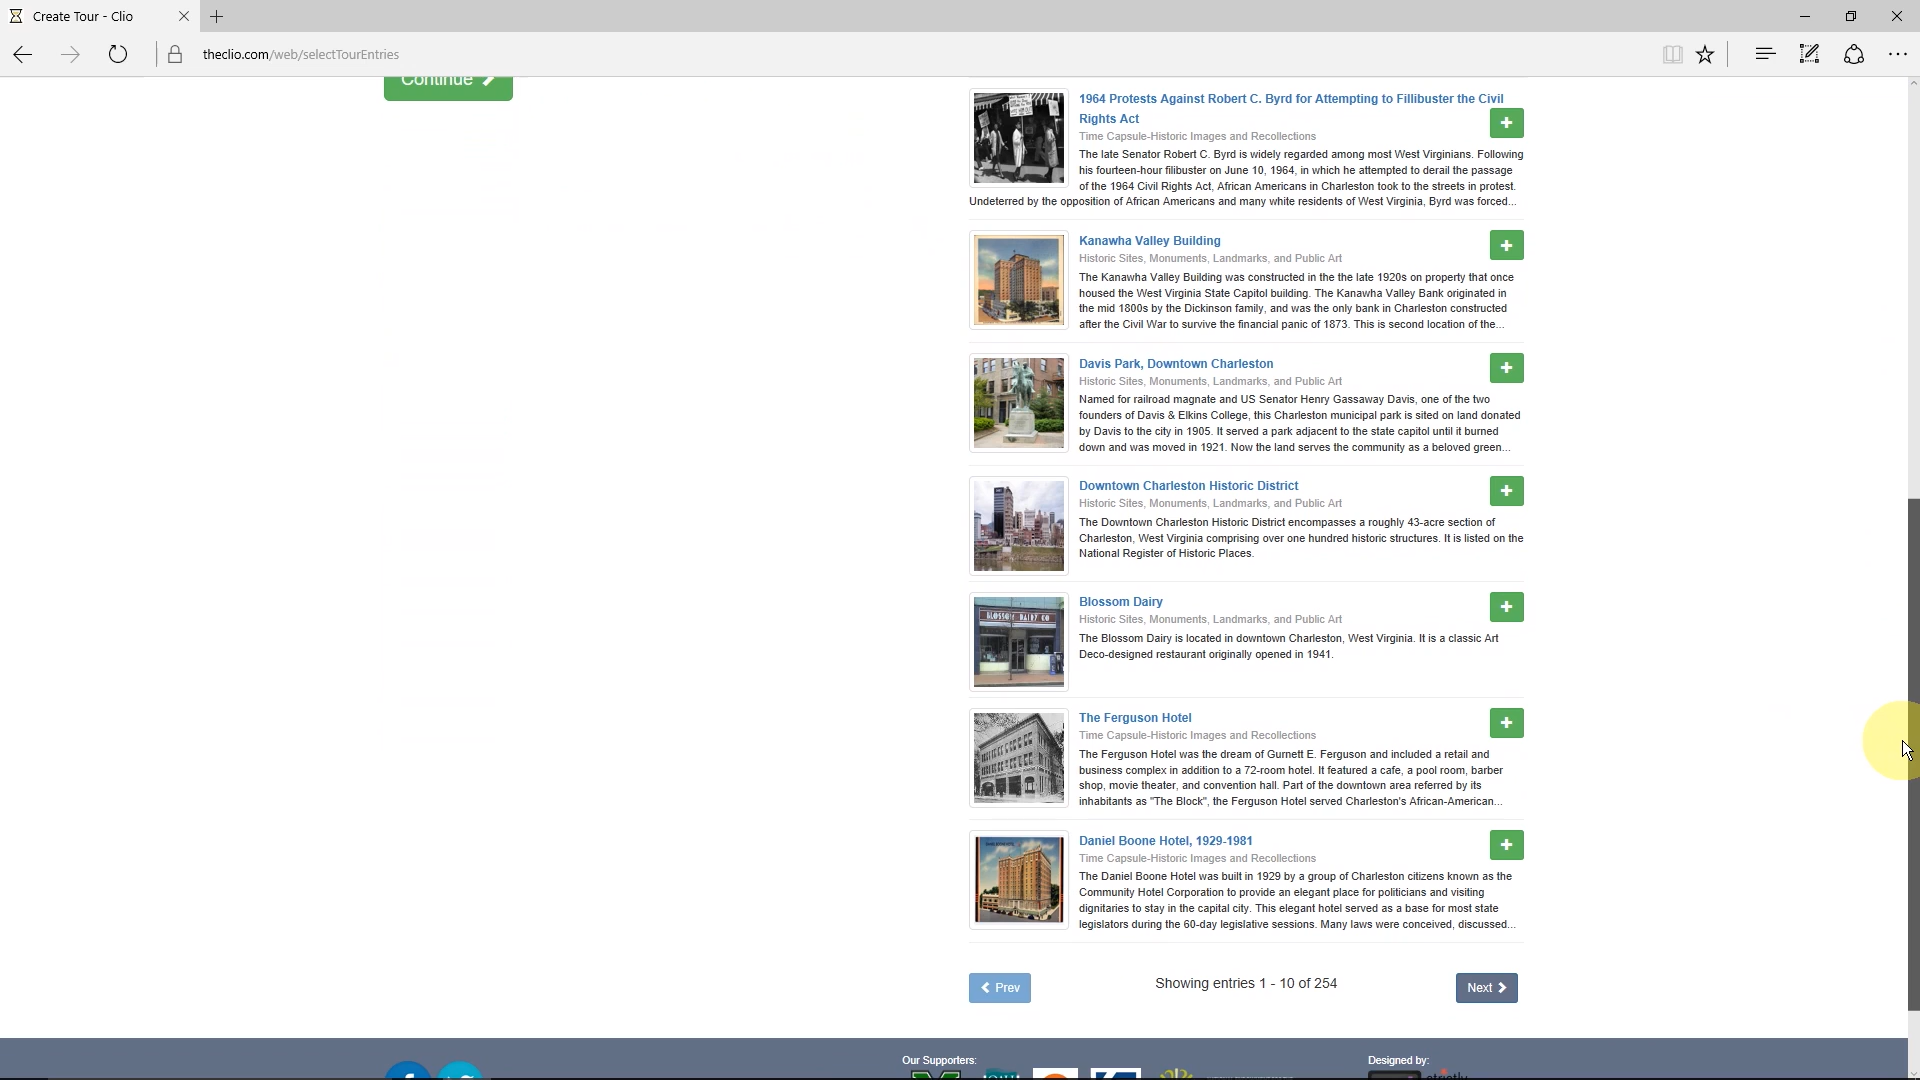 Create Tour - Clio
theclio.com/web/selectTourEntries
Continue
1964 Protests Against Robert C. Byrd for Attempting to Fillibuster the Civil
Rights Act
Time Capsule-Historic Images and Recollections
The late Senator Robert C. Byrd is widely regarded among most West Virginians. Following
his fourteen-hour filibuster on June 10, 1964, in which he attempted to derail the passage
of the 1964 Civil Rights Act, African Americans in Charleston took to the streets in protest.
Undeterred by the opposition of African Americans and many white residents of West Virginia, Byrd was forced...
Kanawha Valley Building
Historic Sites, Monuments, Landmarks, and Public Art
The Kanawha Valley Building was constructed in the the late 1920s on property that once
housed the West Virginia State Capitol building. The Kanawha Valley Bank originated in
the mid 1800s by the Dickinson family, and was the only bank in Charleston constructed
after the Civil War to survive the financial panic of 1873. This is second location of the...
Davis Park, Downtown Charleston
Historic Sites, Monuments, Landmarks, and Public Art
Named for railroad magnate and US Senator Henry Gassaway Davis, one of the two
founders of Davis & Elkins College, this Charleston municipal park is sited on land donated
by Davis to the city in 1905. It served a park adjacent to the state capitol until it burned
down and was moved in 1921. Now the land serves the community as a beloved green...
Downtown Charleston Historic District
Historic Sites, Monuments, Landmarks, and Public Art
The Downtown Charleston Historic District encompasses a roughly 43-acre section of
Charleston, West Virginia comprising over one hundred historic structures. It is listed on the
National Register of Historic Places.
BLOSSOM DAIRY CO
Blossom Dairy
Historic Sites, Monuments, Landmarks, and Public Art
The Blossom Dairy is located in downtown Charleston, West Virginia. It is a classic Art
Deco-designed restaurant originally opened in 1941.
The Ferguson Hotel
Time Capsule-Historic Images and Recollections
The Ferguson Hotel was the dream of Gurnett E. Ferguson and included a retail and
business complex in addition to a 72-room hotel. It featured a cafe, a pool room, barber
shop, movie theater, and convention hall. Part of the downtown area referred by its
inhabitants as "The Block", the Ferguson Hotel served Charleston's African-American...
Daniel Boone Hotel, 1929-1981
Time Capsule-Historic Images and Recollections
The Daniel Boone Hotel was built in 1929 by a group of Charleston citizens known as the
Community Hotel Corporation to provide an elegant place for politicians and visiting
dignitaries to stay in the capital city. This elegant hotel served as a base for most state
legislators during the 60-day legislative sessions. Many laws were conceived, discussed...
Prev
Showing entries 1 - 10 of 254
Next
Our Supporters:
Designed by: